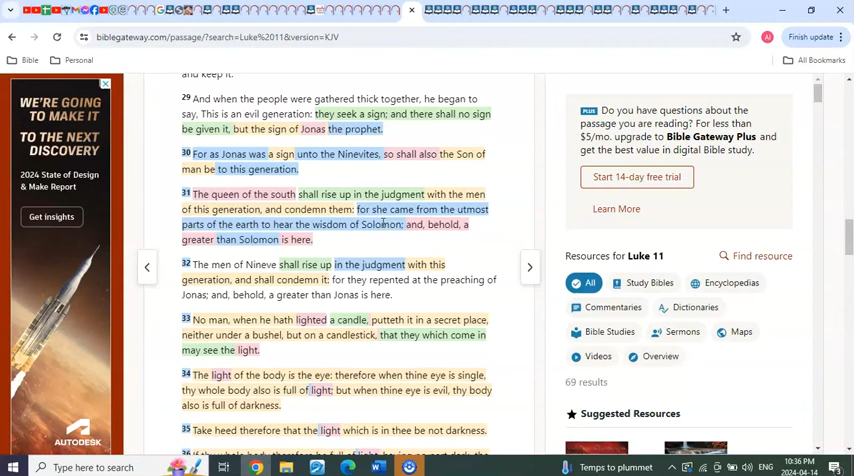 Finish update
biblegateway.com/passage/?search=Luke%2011&version=KJV
AI
Bible
Personal
All Bookmarks
and keep it.
29 And when the people were gathered thick together, he began to
say, This is an evil generation: they seek a sign; and there shall no sign
be given it, but the sign of Jonas the prophet.
30 For as Jonas was a sign unto the Ninevites, so shall also the Son of
man be to this generation.
31 The queen of the south shall rise up in the judgment with the men
of this generation, and condemn them: for she came from the utmost
parts of the earth to hear the wisdom of Solomon; and, behold, a
greater than Solomon is here.
32 The men of Nineve shall rise up in the judgment with this
generation, and shall condemn it: for they repented at the preaching of
Jonas; and, behold, a greater than Jonas is here.
33 No man, when he hath lighted a candle, putteth it in a secret place,
neither under a bushel, but on a candlestick, that they which come in
may see the light.
34 The light of the body is the eye: therefore when thine eye is single,
thy whole body also is full of light; but when thine eye is evil, thy body
also is full of darkness.
35 Take heed therefore that the light which is in thee be not darkness.
WE'RE GOING
TO MAKE IT
TO THE NEXT
DISCOVERY
2024 State of Design
& Make Report
Get insights
AUTODESK
PLUS Do you have questions about the
passage you are reading? For less than
$5/mo. upgrade to Bible Gateway Plus and
get the best value in digital Bible study.
Start 14-day free trial
Learn More
Resources for Luke 11
Find resource
All
Study Bibles
Encyclopedias
Commentaries
Dictionaries
Bible Studies
Sermons
Maps
Videos
Overview
69 results
Suggested Resources
Type here to search
Temps to plummet
ENG
10:36 PM
2024-04-14